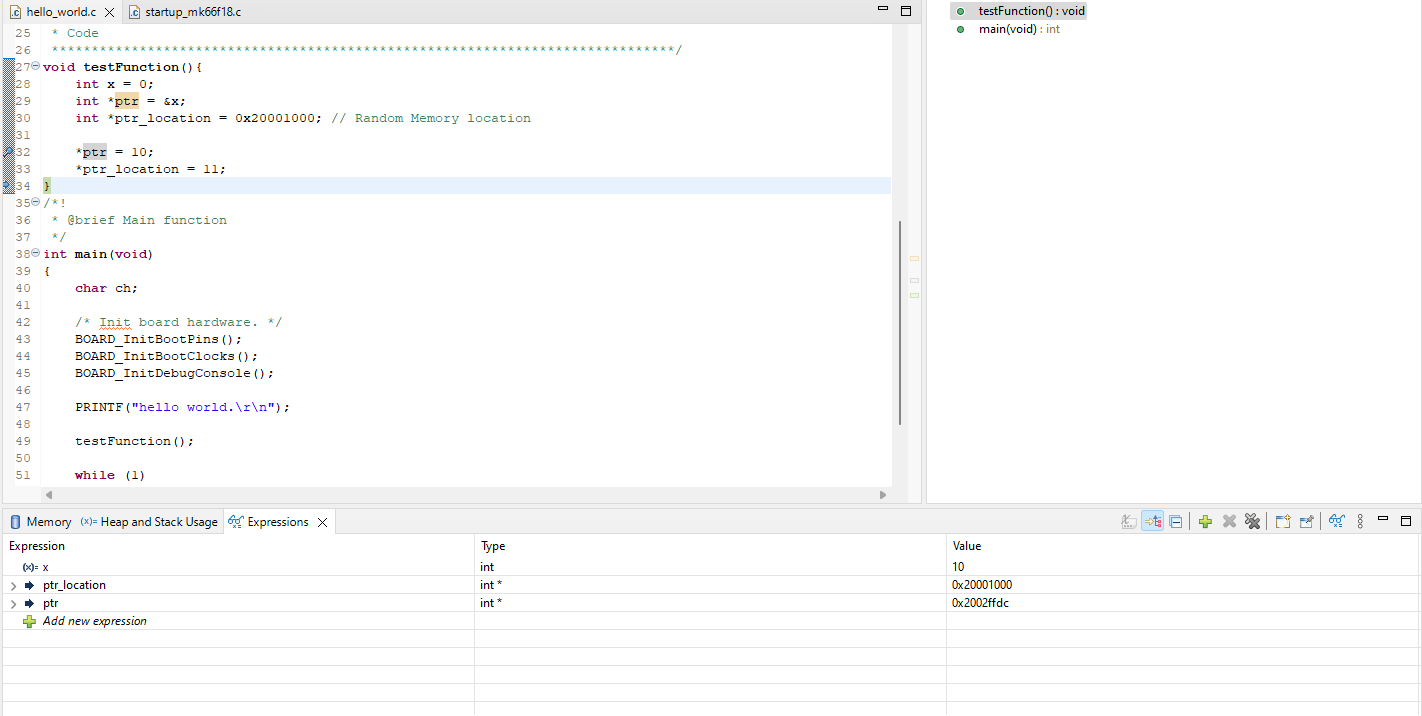 hello_world.c
startup_mk66f18.c
25 * Code
26 ******************************************************************************/
27 void testFunction(){
28 int x = 0;
29 int *ptr = &x;
30 int *ptr_location = 0x20001000; // Random Memory location
31
32 *ptr = 10;
33 *ptr_location = 11;
34 }
35 /*!
36 * @brief Main function
37 */
38 int main(void)
39 {
40 char ch;
41
42 /* Init board hardware. */
43 BOARD_InitBootPins();
44 BOARD_InitBootClocks();
45 BOARD_InitDebugConsole();
46
47 PRINTF("hello world.\r\n");
48
49 testFunction();
50
51 while (1)
testFunction() : void
main(void) : int
Memory (x)= Heap and Stack Usage Expressions
Expression Type Value
(x)= x int 10
ptr_location int * 0x20001000
ptr int * 0x2002ffdc
Add new expression